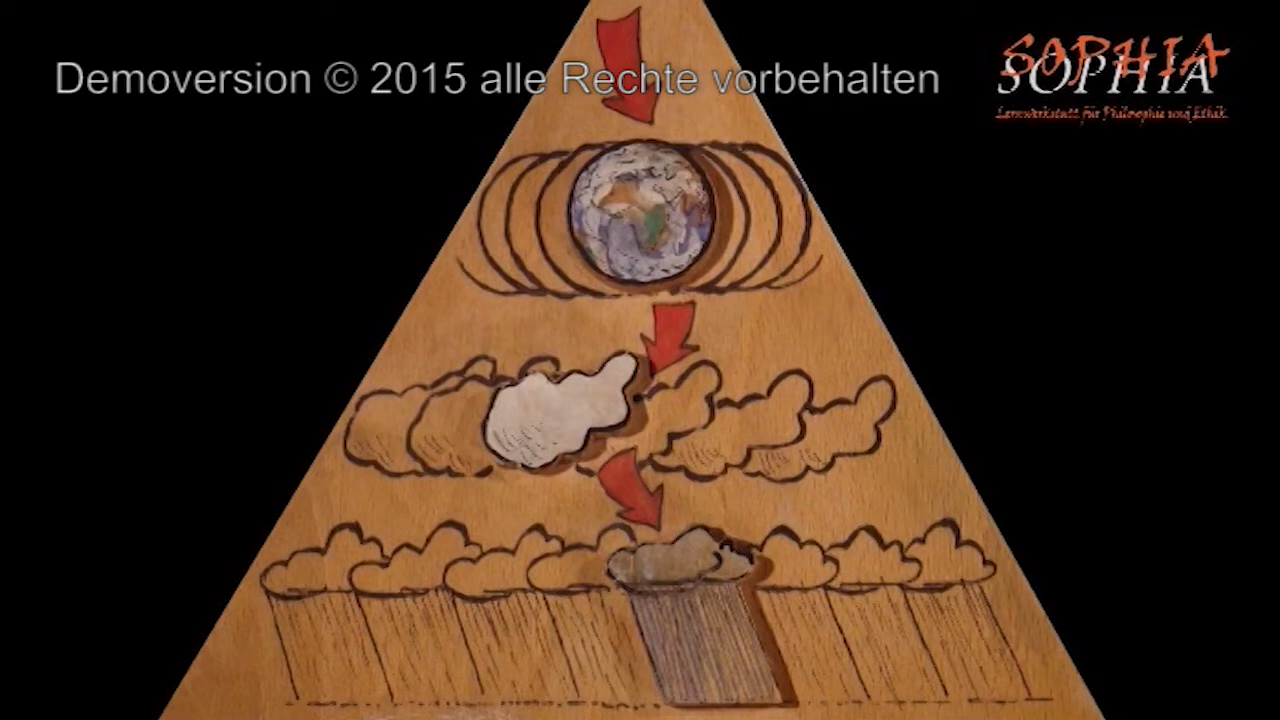 Demoversion © 2015 alle Rechte vorbehalten
SOPHIA
SOPHIA
Lernwerkstatt für Philosophie und Ethik